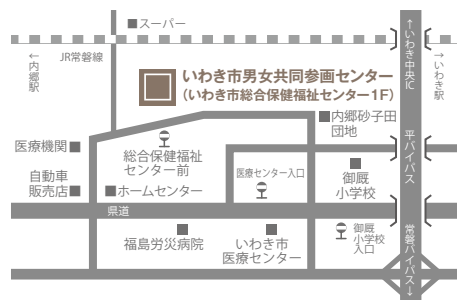 ■スーパー
↑いわき中央IC
←内郷駅
JR常磐線
→いわき駅
いわき市男女共同参画センター
(いわき市総合保健福祉センター1F)
■内郷砂子田
団地
平バイパス
医療機関■
総合保健福祉
センター前
医療センター入口
御厩
小学校
自動車
販売店■
■ホームセンター
県道
福島労災病院
いわき市
医療センター
御厩
小学校
入口
常磐バイパス↓